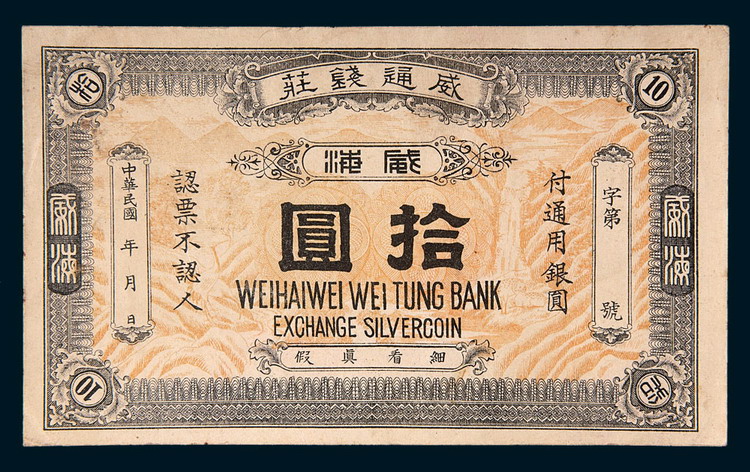 拾
10
威通錢莊
威海
字第 號
付通用銀圓
拾圓
認票不認人
中華民國 年 月 日
威海
威海
WEIHAIWEI WEI TUNG BANK
EXCHANGE SILVERCOIN
細看眞假
10